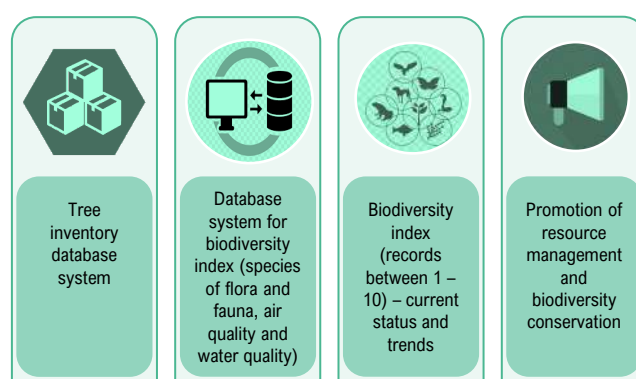 Tree
inventory
database
system
Database
system for
biodiversity
index (species
of flora and
fauna, air
quality and
water quality)
Biodiversity
index
(records
between 1 –
10) – current
status and
trends
Promotion of
resource
management
and
biodiversity
conservation